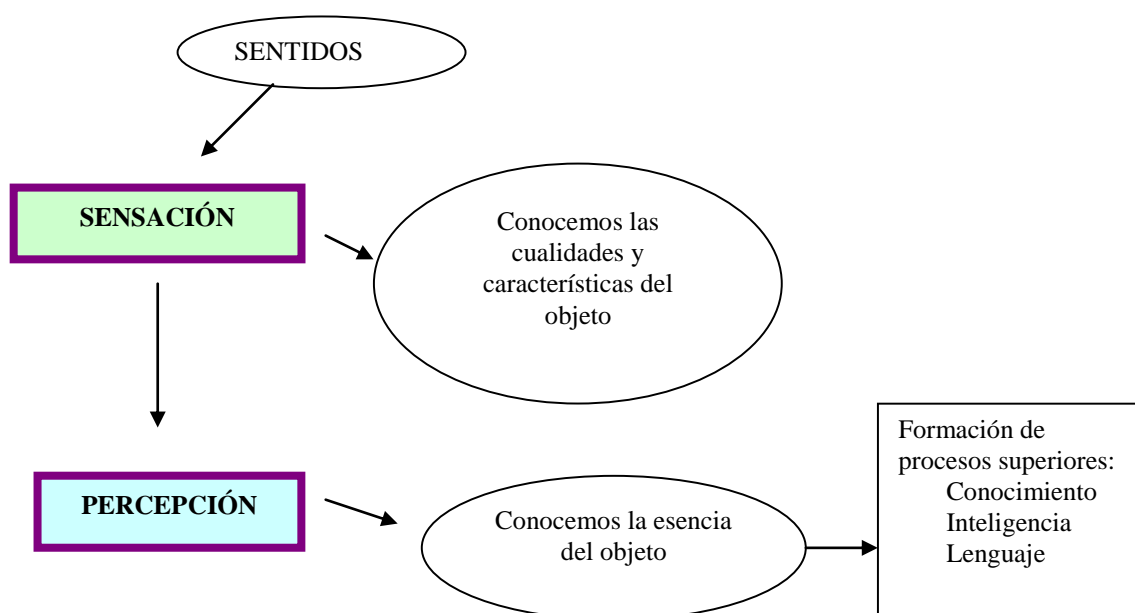 SENTIDOS
SENSACIÓN
Conocemos las
cualidades y
características del
objeto
PERCEPCIÓN
Conocemos la esencia
del objeto
Formación de
procesos superiores:
Conocimiento
Inteligencia
Lenguaje